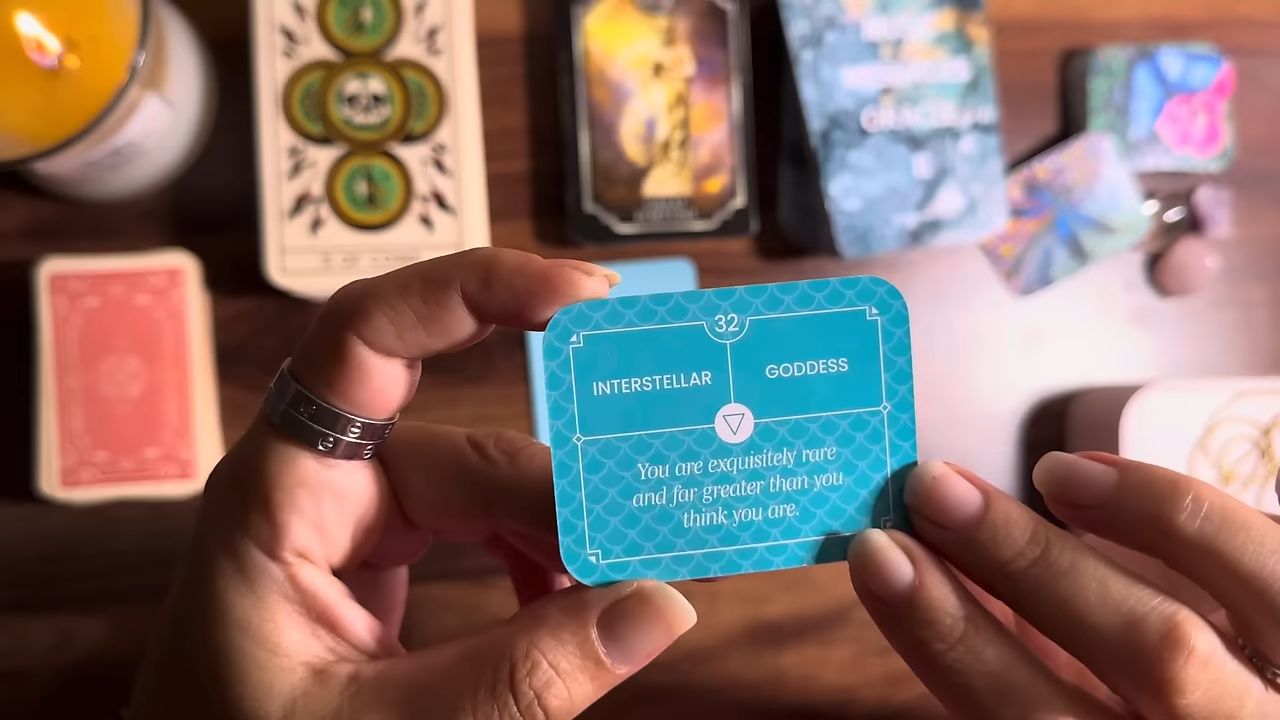 32
INTERSTELLAR
GODDESS
You are exquisitely rare
and far greater than you
think you are.